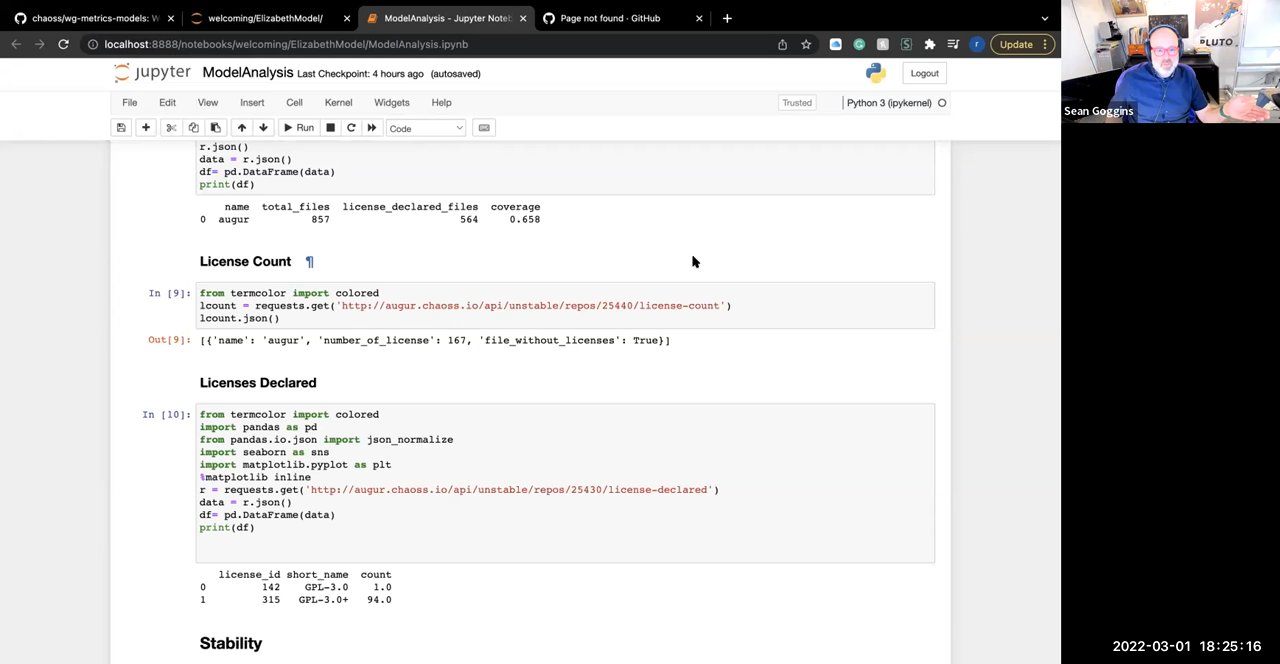 chaoss/wg-metrics-models: W
welcoming/ElizabethModel/
ModelAnalysis - Jupyter Noteb
Page not found · GitHub
localhost:8888/notebooks/welcoming/ElizabethModel/ModelAnalysis.ipynb
Update
jupyter ModelAnalysis Last Checkpoint: 4 hours ago (autosaved)
Logout
File Edit View Insert Cell Kernel Widgets Help
Trusted
Python 3 (ipykernel)
Run
Code
r.json()
data = r.json()
df= pd.DataFrame(data)
print(df)
name total_files license_declared_files coverage
0 augur 857 564 0.658
License Count ¶
In [9]: from termcolor import colored
lcount = requests.get('http://augur.chaoss.io/api/unstable/repos/25440/license-count')
lcount.json()
Out[9]: [{'name': 'augur', 'number_of_license': 167, 'file_without_licenses': True}]
Licenses Declared
In [10]: from termcolor import colored
import pandas as pd
from pandas.io.json import json_normalize
import seaborn as sns
import matplotlib.pyplot as plt
%matplotlib inline
r = requests.get('http://augur.chaoss.io/api/unstable/repos/25430/license-declared')
data = r.json()
df= pd.DataFrame(data)
print(df)
license_id short_name count
0 142 GPL-3.0 1.0
1 315 GPL-3.0+ 94.0
Stability
PLUTO
Sean Goggins
2022-03-01 18:25:16